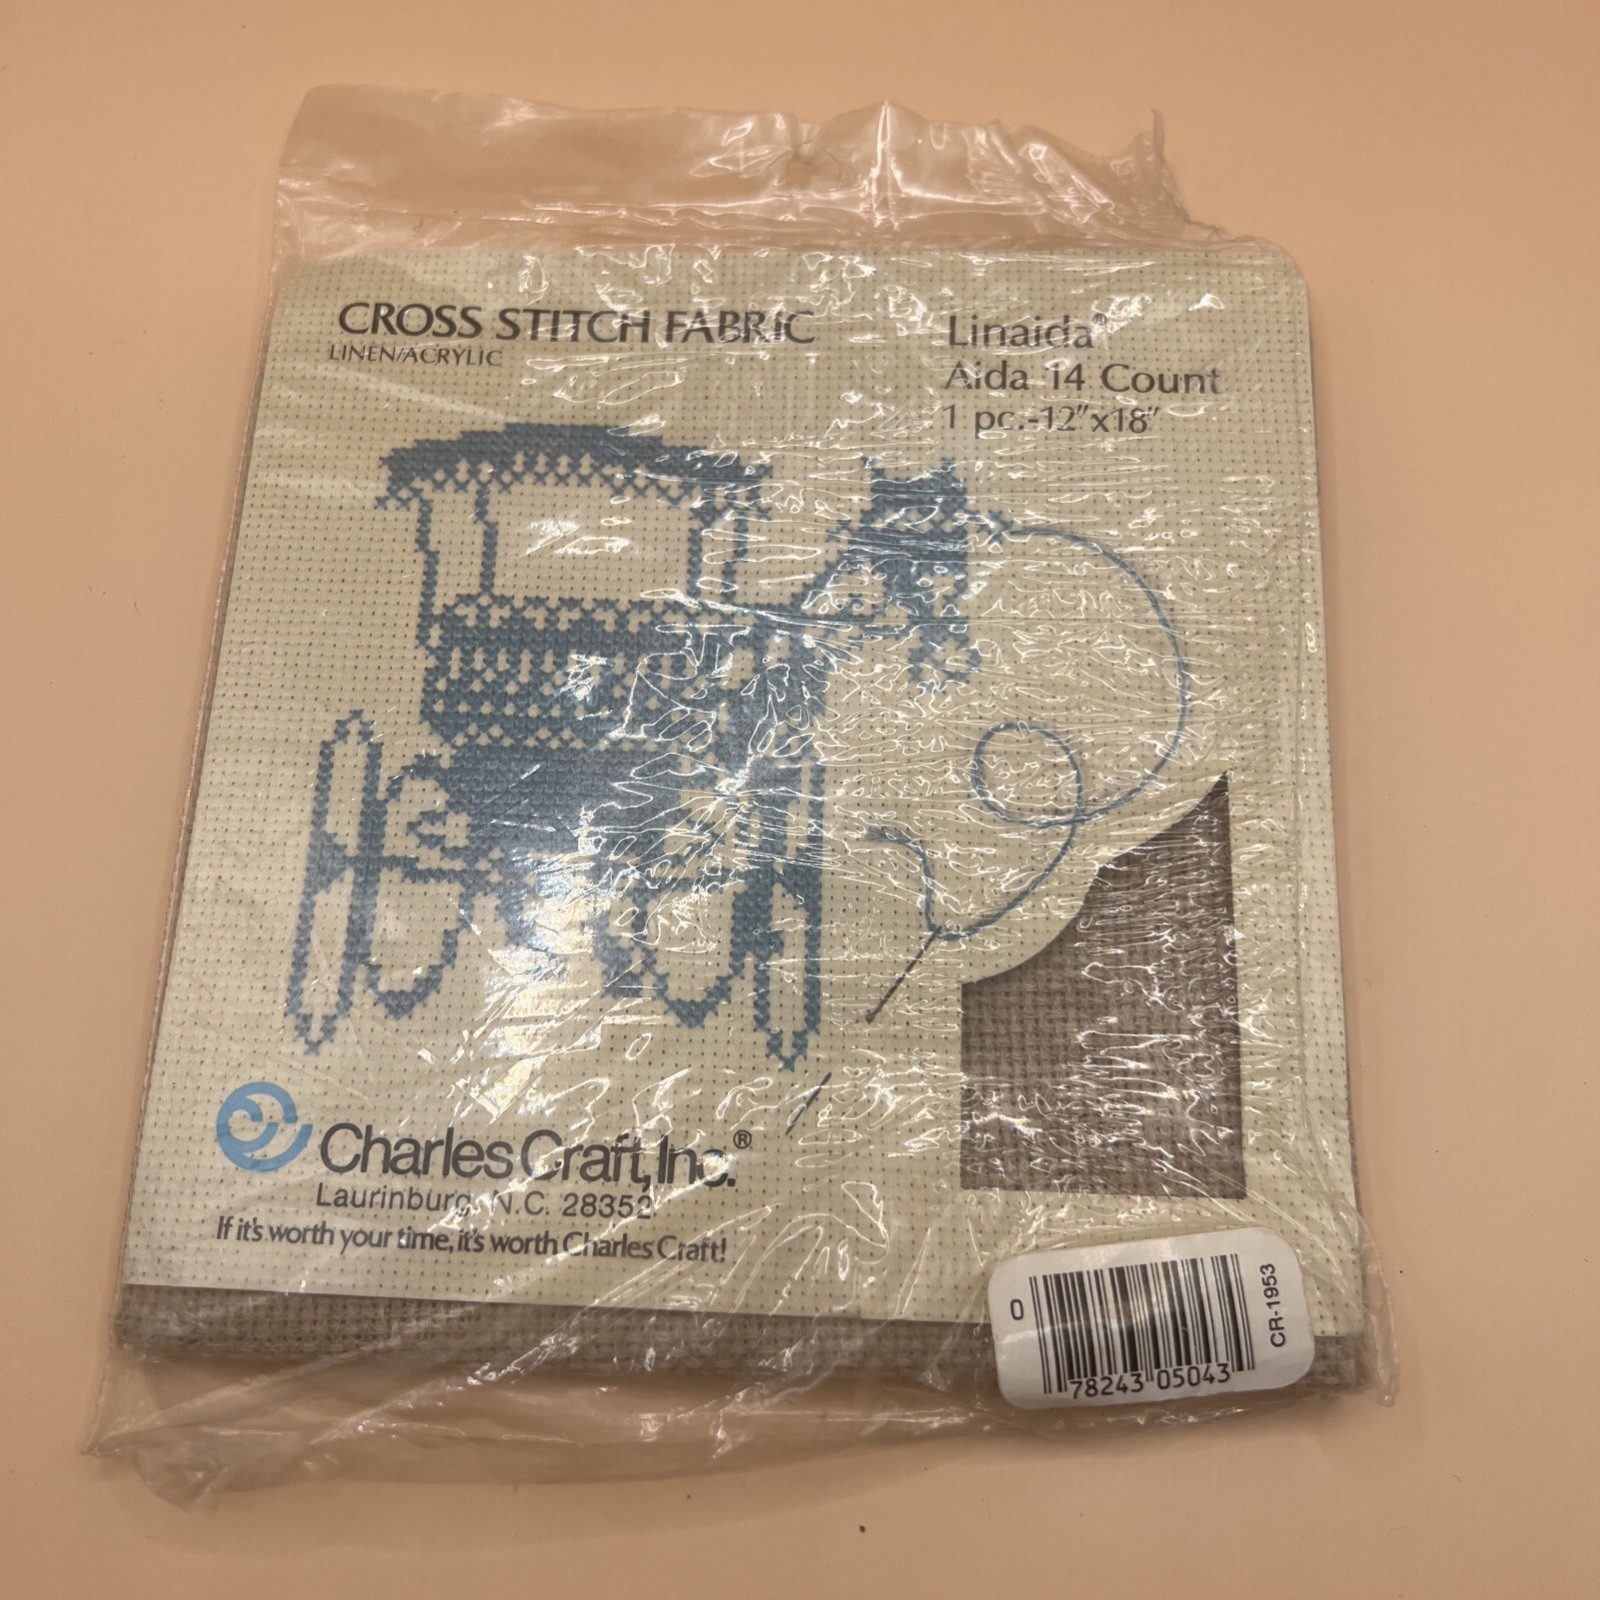 CROSS STITCH FABRIC
LINEN/ACRYLIC
Linaida®
Aida 14 Count
1 pc.-12"x18"
Charles Craft, Inc.®
Laurinburg, N.C. 28352
If it's worth your time, it's worth Charles Craft!
0 78243 05043
CR-1953